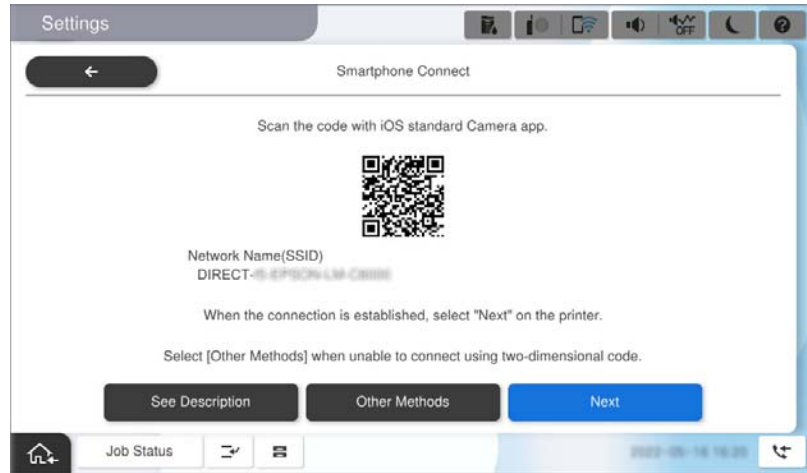 Settings
OFF
Smartphone Connect
Scan the code with iOS standard Camera app.
Network Name(SSID)
DIRECT-
When the connection is established, select "Next" on the printer.
Select [Other Methods] when unable to connect using two-dimensional code.
See Description
Other Methods
Next
Job Status